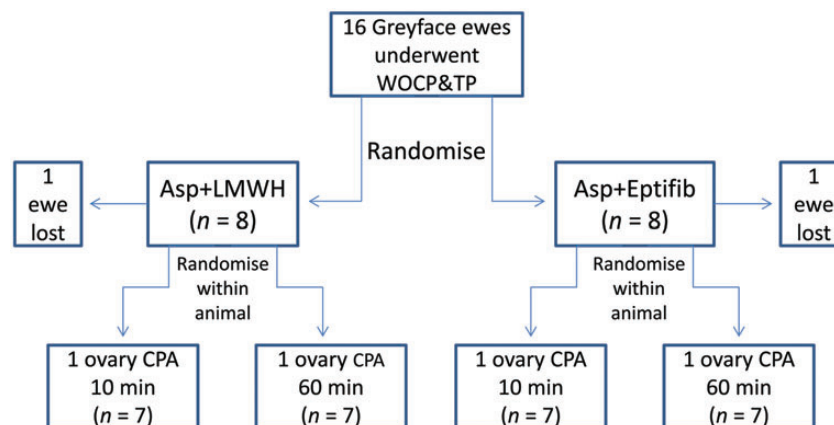 16 Greyface ewes
underwent
WOCP&TP
Randomise
1
ewe
lost
Asp+LMWH
(n = 8)
Asp+Eptifib
(n = 8)
1
ewe
lost
Randomise
within
animal
Randomise
within
animal
1 ovary CPA
10 min
(n = 7)
1 ovary CPA
60 min
(n = 7)
1 ovary CPA
10 min
(n = 7)
1 ovary CPA
60 min
(n = 7)